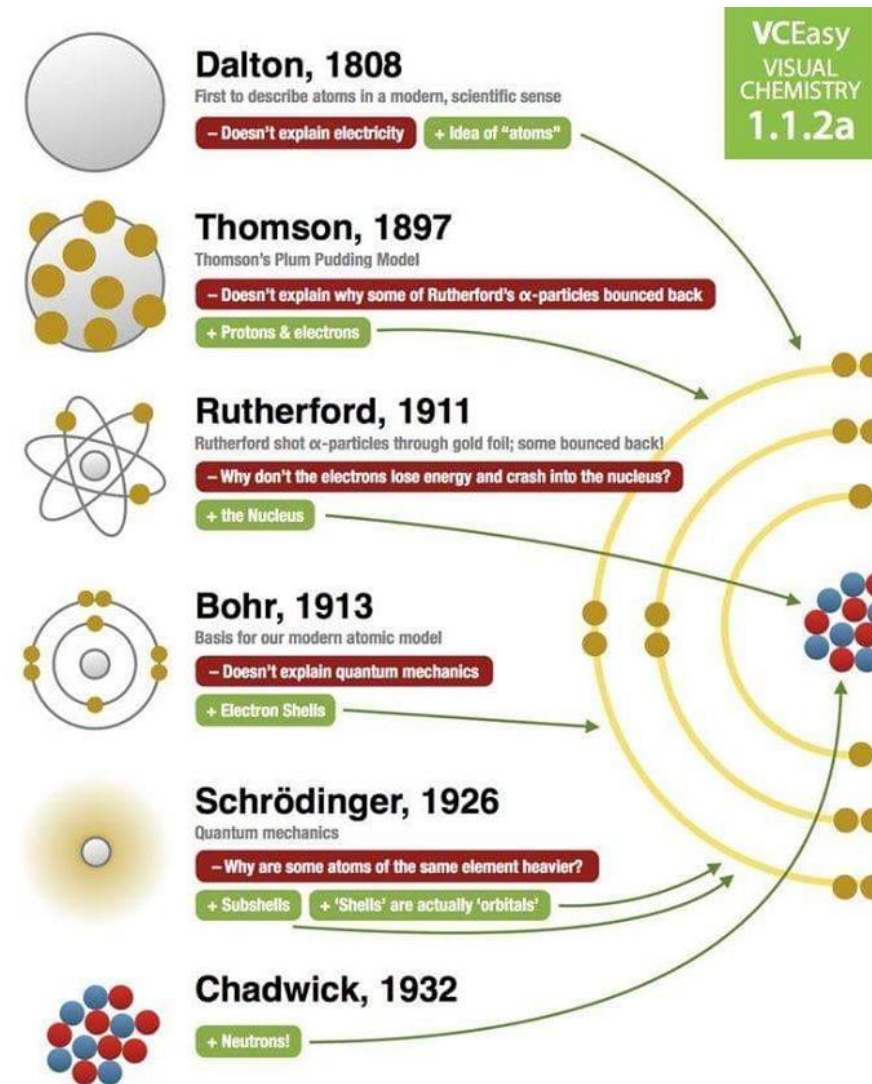 VCEasy
VISUAL
CHEMISTRY
1.1.2a
Dalton, 1808
First to describe atoms in a modern, scientific sense
– Doesn't explain electricity
+ Idea of "atoms"
Thomson, 1897
Thomson's Plum Pudding Model
– Doesn't explain why some of Rutherford's α-particles bounced back
+ Protons & electrons
Rutherford, 1911
Rutherford shot α-particles through gold foil; some bounced back!
– Why don't the electrons lose energy and crash into the nucleus?
+ the Nucleus
Bohr, 1913
Basis for our modern atomic model
– Doesn't explain quantum mechanics
+ Electron Shells
Schrödinger, 1926
Quantum mechanics
– Why are some atoms of the same element heavier?
+ Subshells
+ 'Shells' are actually 'orbitals'
Chadwick, 1932
+ Neutrons!